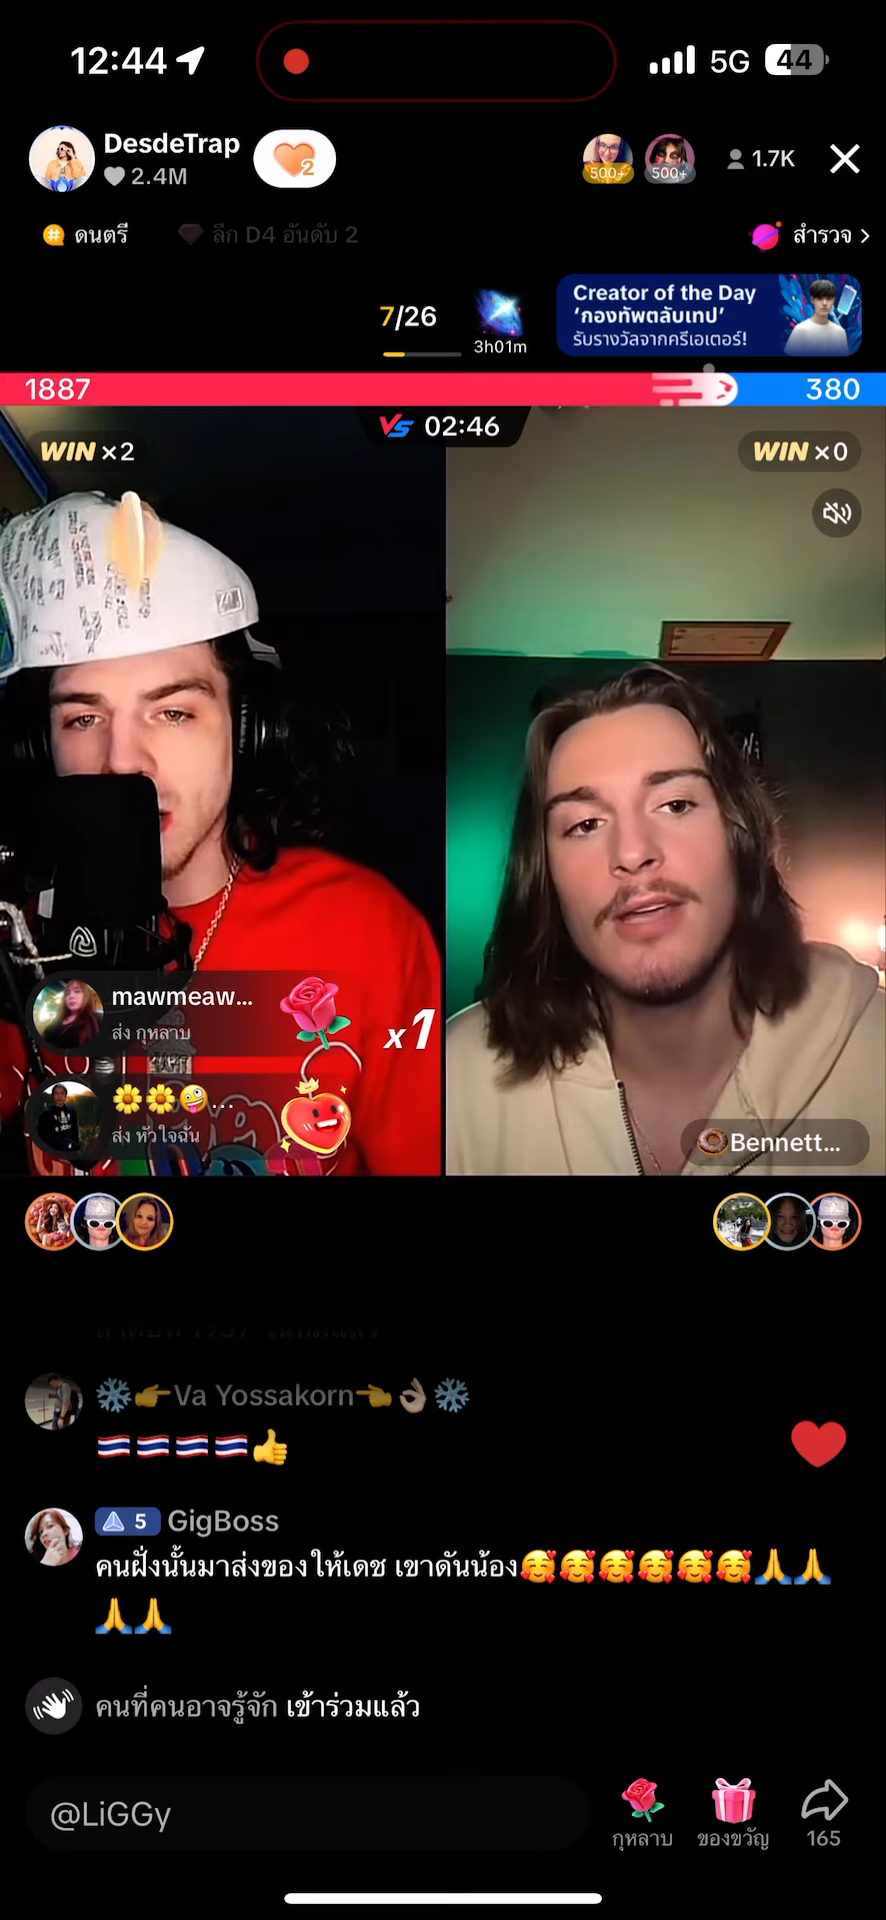 12:44 5G 44
DesdeTrap
2.4M
2
500+ 500+ 1.7K
ดนตรี ลีก D4 อันดับ 2 สำรวจ
7/26
3h01m
Creator of the Day
‘กองทัพตลับเทป’
รับรางวัลจากครีเอเตอร์!
1887 380
VS 02:46
WIN ×2 WIN ×0
mawmeaw...
ส่ง กุหลาบ
x1
🌼🌼🤪...
ส่ง หัวใจฉัน
🍩Bennett...
❄️👉Va Yossakorn👈👌🏼❄️
🇹🇭🇹🇭🇹🇭🇹🇭👍
5 GigBoss
คนฝั่งนั้นมาส่งของให้เดช เขาดันน้อง🥰🥰🥰🥰🥰🥰🙏🙏
🙏🙏
คนที่คุณอาจรู้จัก เข้าร่วมแล้ว
@LiGGy
กุหลาบ ของขวัญ 165